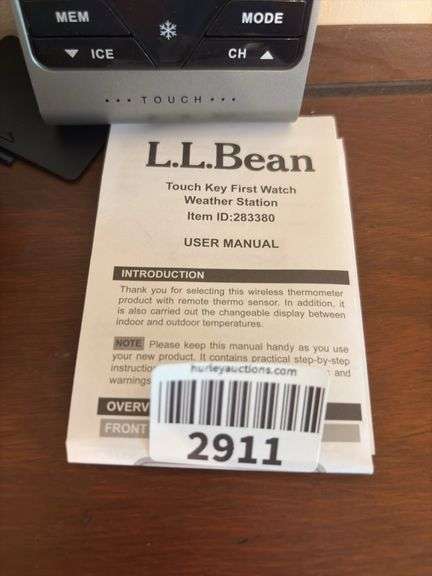 MEM
MODE
▼ ICE
CH ▲
••• TOUCH •••
L.L.Bean
Touch Key First Watch
Weather Station
Item ID:283380
USER MANUAL
INTRODUCTION
Thank you for selecting this wireless thermometer
product with remote thermo sensor. In addition, it
is also carried out the changeable display between
indoor and outdoor temperatures.
NOTE Please keep this manual handy as you use
your new product. It contains practical step-by-step
and
warnings
hurleyauctions.com
FRONT
2911